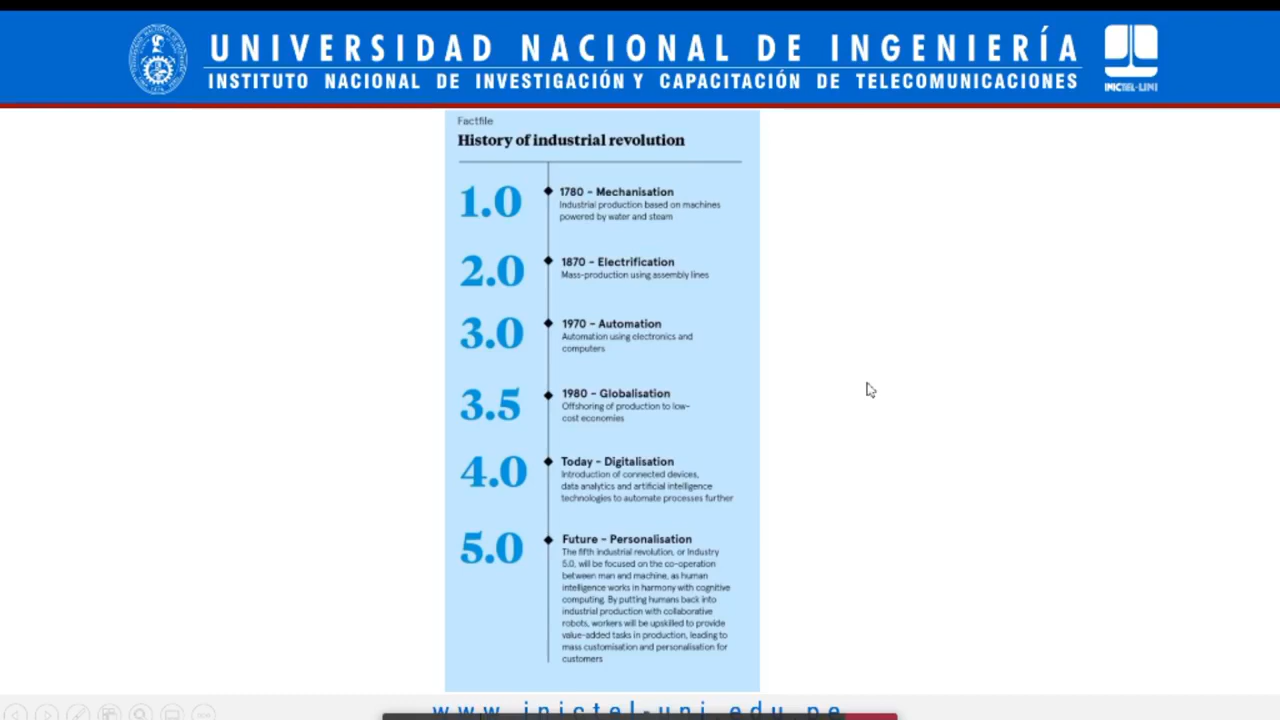 UNIVERSIDAD NACIONAL DE INGENIERÍA
INSTITUTO NACIONAL DE INVESTIGACIÓN Y CAPACITACIÓN DE TELECOMUNICACIONES
INICTEL-UNI
Factfile
History of industrial revolution
1.0
1780 – Mechanisation
Industrial production based on machines
powered by water and steam
2.0
1870 – Electrification
Mass-production using assembly lines
3.0
1970 – Automation
Automation using electronics and
computers
3.5
1980 – Globalisation
Offshoring of production to low-
cost economies
4.0
Today – Digitalisation
Introduction of connected devices,
data analytics and artificial intelligence
technologies to automate processes further
5.0
Future – Personalisation
The fifth industrial revolution, or Industry
5.0, will be focused on the co-operation
between man and machine, as human
intelligence works in harmony with cognitive
computing. By putting humans back into
industrial production with collaborative
robots, workers will be upskilled to provide
value-added tasks in production, leading to
mass customisation and personalisation for
customers
www.inictel-uni.edu.pe